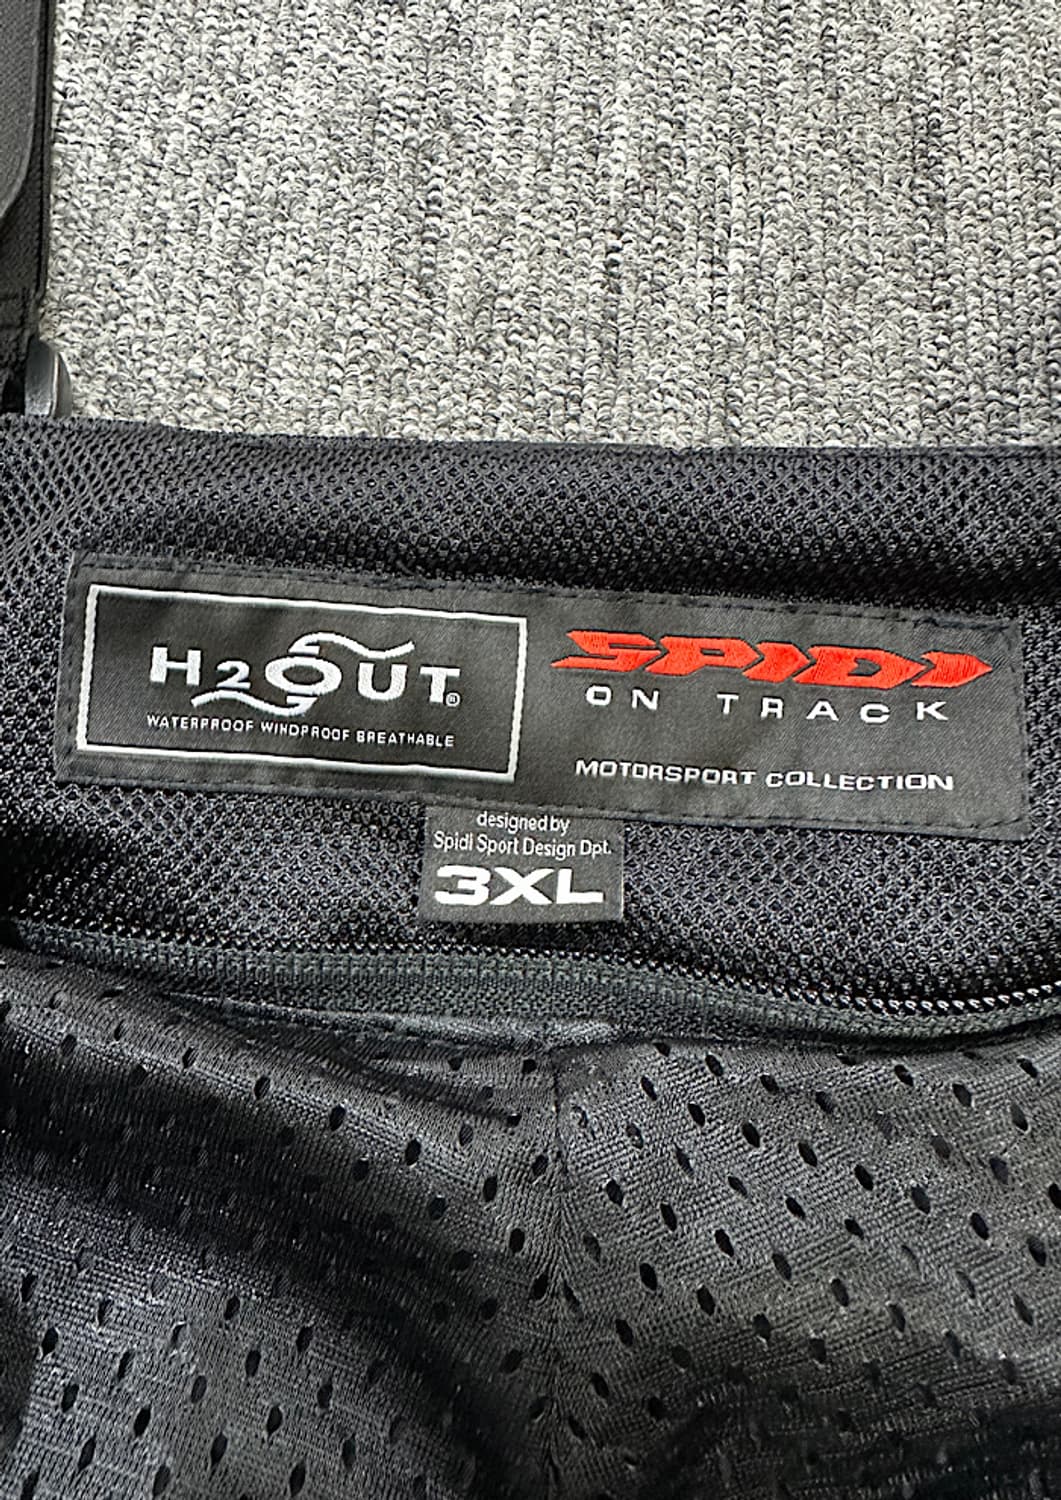 H2OUT®
WATERPROOF WINDPROOF BREATHABLE
SPIDI
ON TRACK
MOTORSPORT COLLECTION
designed by
Spidi Sport Design Dpt.
3XL